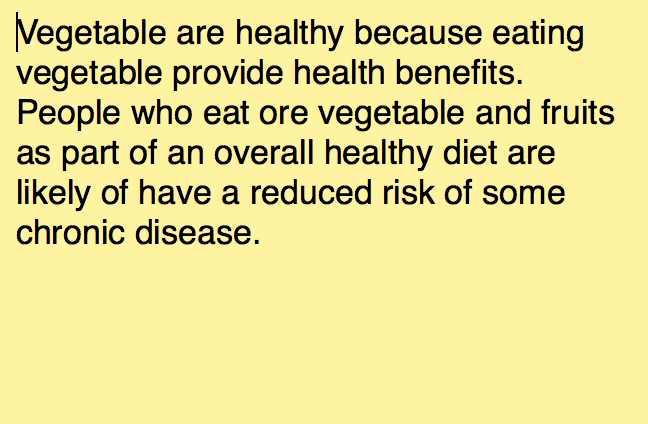 Vegetable are healthy because eating
vegetable provide health benefits.
People who eat ore vegetable and fruits
as part of an overall healthy diet are
likely of have a reduced risk of some
chronic disease.